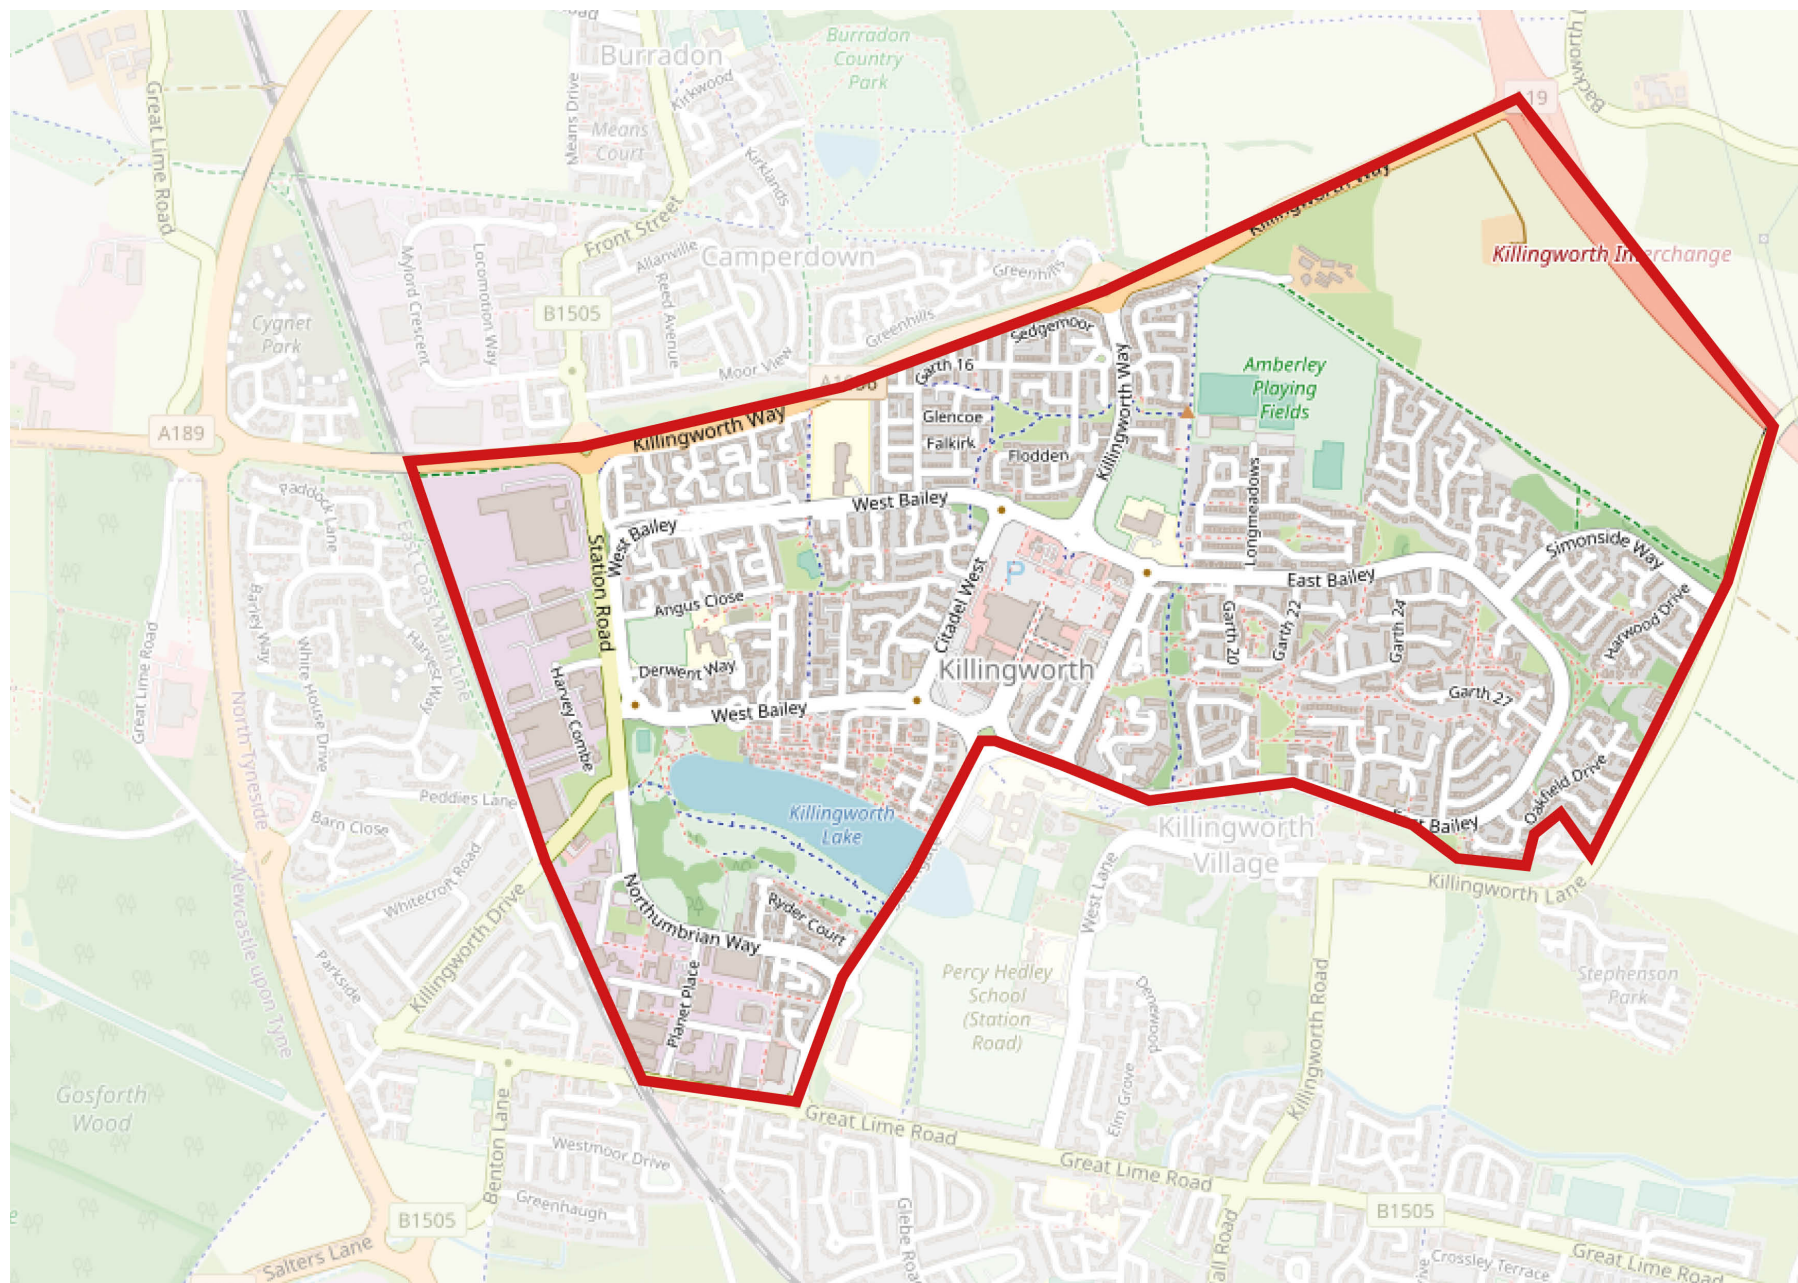 Burradon
Burradon
Country
Park
Kirkwood
Means Drive
Means
Court
Kirklands
Great Lime Road
Front Street
Allanville
Camperdown
Greenhills
Greenhills
Mylord Crescent
Locomotion Way
B1505
Reed Avenue
Moor View
Cygnet
Park
A189
Backworth
Killingworth Way
Killingworth Interchange
Killingworth Way
Sedgemoor
Garth 16
Glencoe
Falkirk
Flodden
Killingworth Way
Amberley
Playing
Fields
Longmeadows
Paddock Lane
East Coast Main Line
Barley Way
White House Drive
Harvest Way
Great Lime Road
North Tyneside
Newcastle upon Tyne
Peddies Lane
Barn Close
Whitecroft Road
Killingworth Drive
Parkside
Station Road
West Bailey
West Bailey
Angus Close
Derwent Way
West Bailey
Harvey Combe
Citadel West
P
Killingworth
East Bailey
Simonside Way
Harwood Drive
Garth 20
Garth 22
Garth 24
Garth 27
Oakfield Drive
Bailey
Killingworth
Lake
Ryder Court
Northumbrian Way
Planet Place
Killingworth
Village
West Lane
Killingworth Lane
Killingworth Road
Percy Hedley
School
(Station
Road)
Denewood
Elm Grove
Stephenson
Park
Gosforth
Wood
Benton Lane
Westmoor Drive
Greenhaugh
B1505
Salters Lane
Great Lime Road
Great Lime Road
Glebe Road
B1505
Crossley Terrace
Great Lime Road